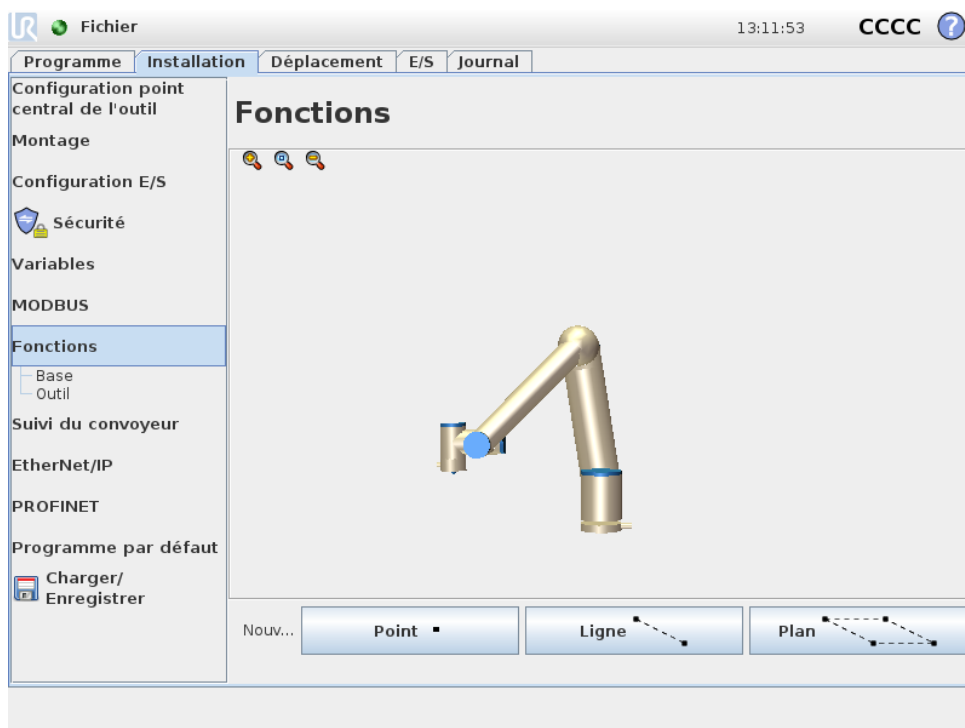 UR Fichier 13:11:53 CCCC ?
Programme Installation Déplacement E/S Journal
Configuration point
central de l'outil
Montage
Configuration E/S
Sécurité
Variables
MODBUS
Fonctions
Base
Outil
Suivi du convoyeur
EtherNet/IP
PROFINET
Programme par défaut
Charger/
Enregistrer
Fonctions
Nouv... Point Ligne Plan